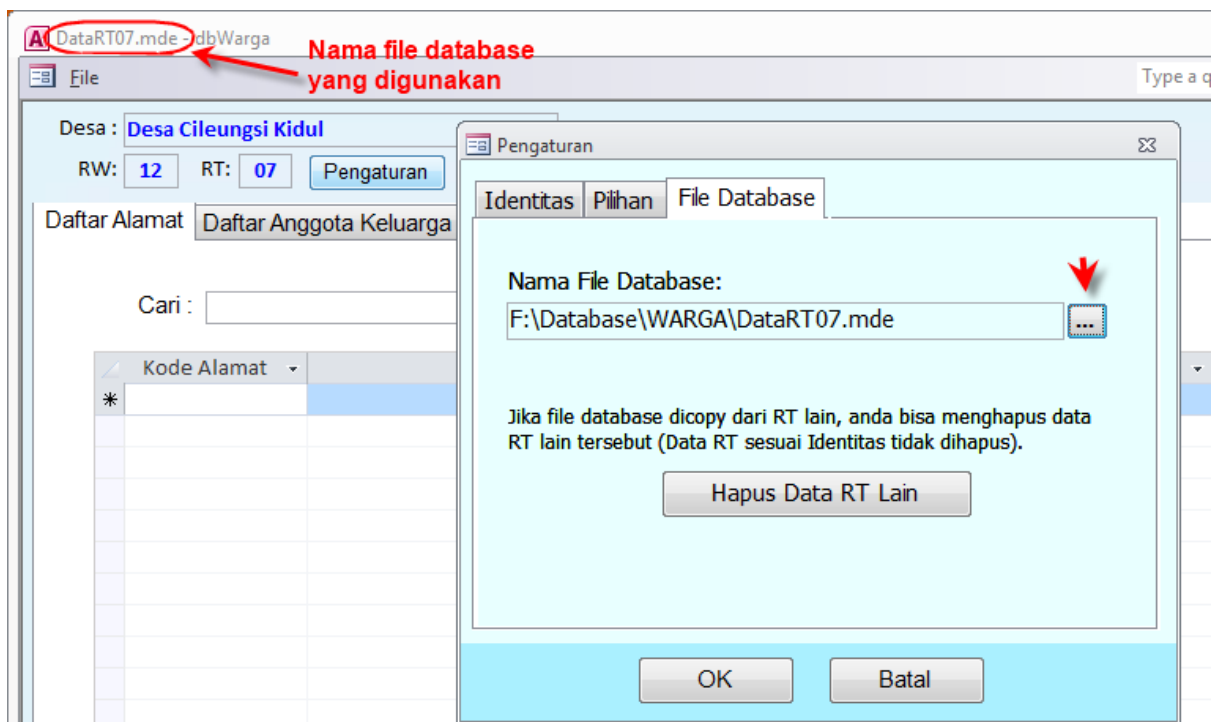 DataRT07.mde - dbWarga
Nama file database
yang digunakan
File
Type a q
Desa : Desa Cileungsi Kidul
RW: 12 RT: 07 Pengaturan
Daftar Alamat Daftar Anggota Keluarga
Cari :
Kode Alamat
Pengaturan
Identitas Pilihan File Database
Nama File Database:
F:\Database\WARGA\DataRT07.mde
...
Jika file database dicopy dari RT lain, anda bisa menghapus data
RT lain tersebut (Data RT sesuai Identitas tidak dihapus).
Hapus Data RT Lain
OK Batal